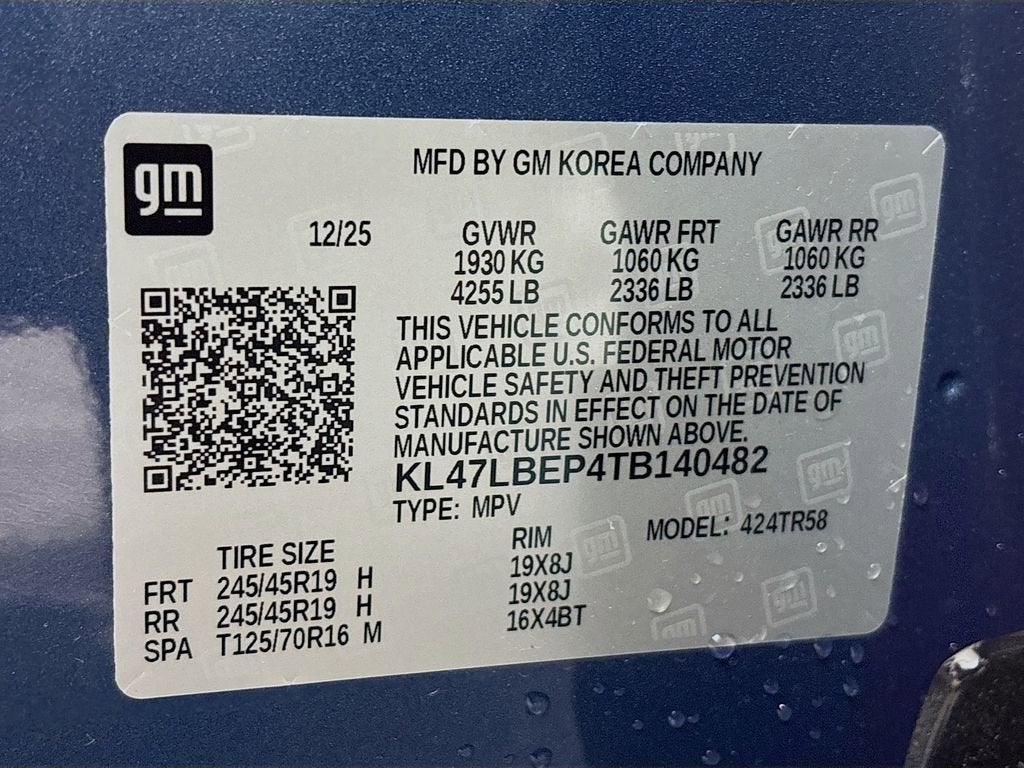 gm
MFD BY GM KOREA COMPANY
12/25 GVWR GAWR FRT GAWR RR
1930 KG 1060 KG 1060 KG
4255 LB 2336 LB 2336 LB
THIS VEHICLE CONFORMS TO ALL
APPLICABLE U.S. FEDERAL MOTOR
VEHICLE SAFETY AND THEFT PREVENTION
STANDARDS IN EFFECT ON THE DATE OF
MANUFACTURE SHOWN ABOVE.
KL47LBEP4TB140482
TYPE: MPV MODEL: 424TR58
TIRE SIZE RIM
FRT 245/45R19 H 19X8J
RR 245/45R19 H 19X8J
SPA T125/70R16 M 16X4BT